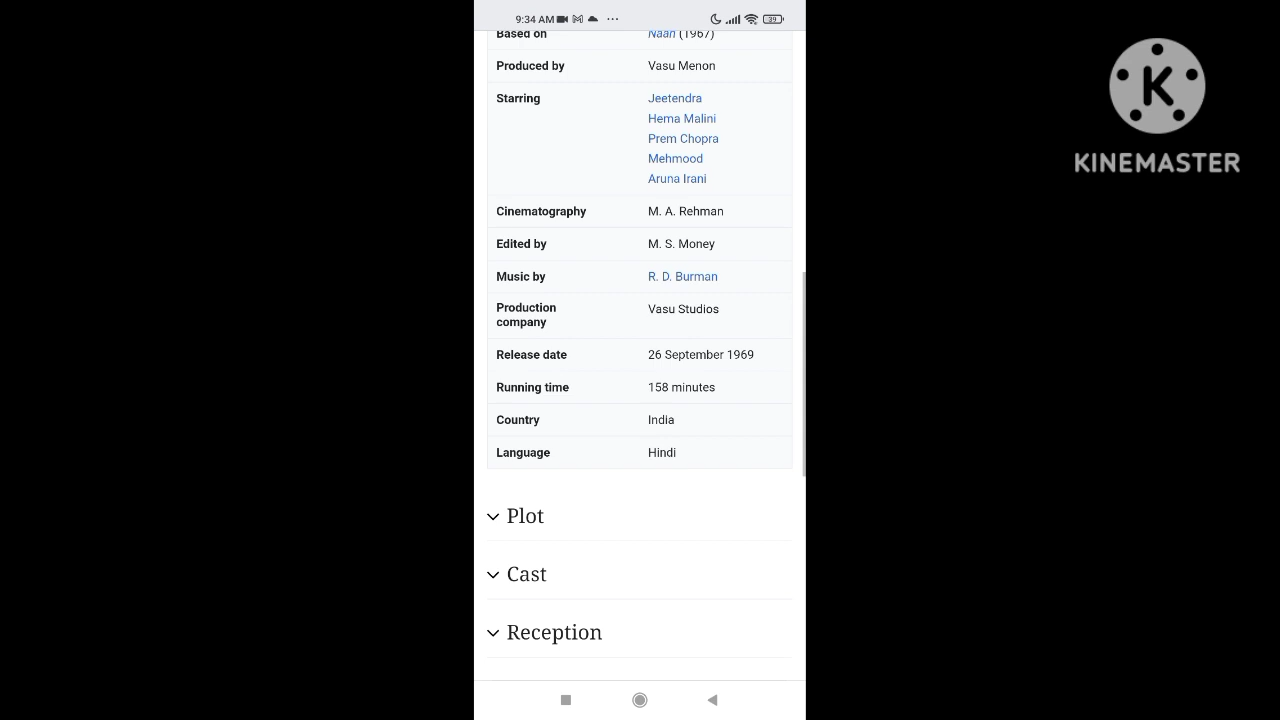 9:34 AM
39
Based on Naan (1967)
Produced by Vasu Menon
Starring Jeetendra
Hema Malini
Prem Chopra
Mehmood
Aruna Irani
Cinematography M. A. Rehman
Edited by M. S. Money
Music by R. D. Burman
Production company Vasu Studios
Release date 26 September 1969
Running time 158 minutes
Country India
Language Hindi
Plot
Cast
Reception
K
KINEMASTER